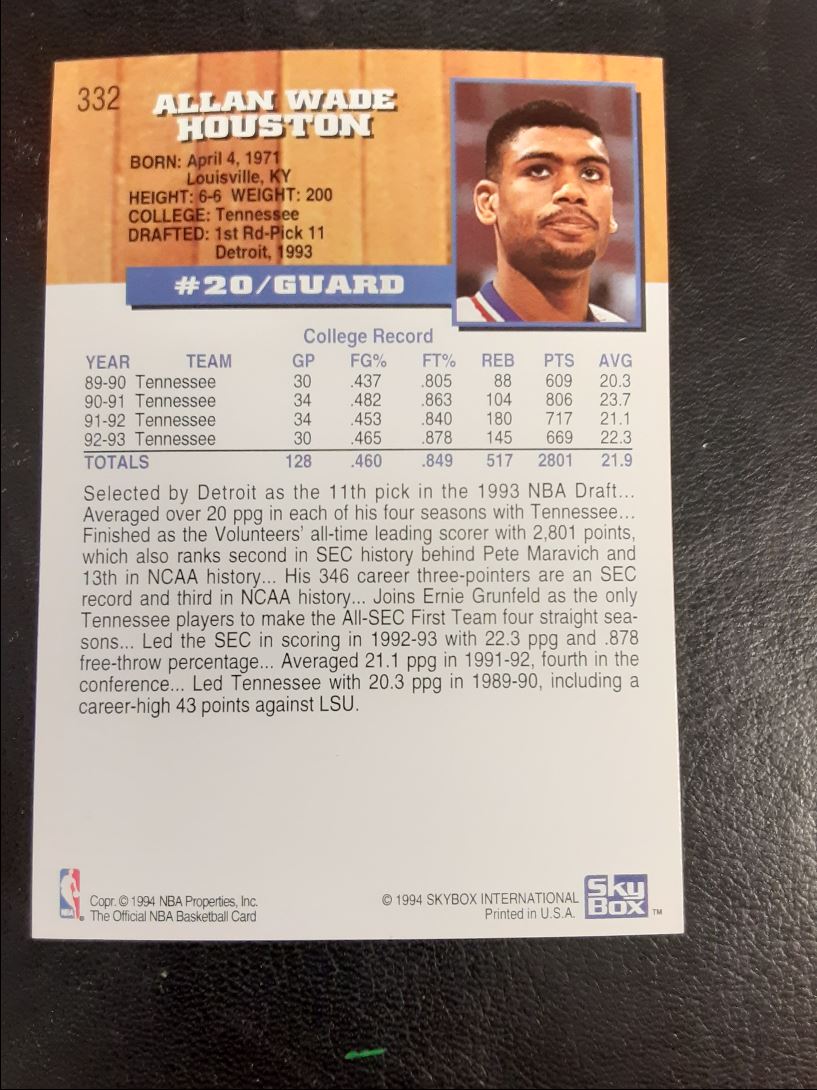 332
ALLAN WADE
HOUSTON
BORN: April 4, 1971
Louisville, KY
HEIGHT: 6-6 WEIGHT: 200
COLLEGE: Tennessee
DRAFTED: 1st Rd-Pick 11
Detroit, 1993
#20/GUARD
College Record
YEAR TEAM GP FG% FT% REB PTS AVG
89-90 Tennessee 30 .437 .805 88 609 20.3
90-91 Tennessee 34 .482 .863 104 806 23.7
91-92 Tennessee 34 .453 .840 180 717 21.1
92-93 Tennessee 30 .465 .878 145 669 22.3
TOTALS 128 .460 .849 517 2801 21.9
Selected by Detroit as the 11th pick in the 1993 NBA Draft...
Averaged over 20 ppg in each of his four seasons with Tennessee...
Finished as the Volunteers' all-time leading scorer with 2,801 points,
which also ranks second in SEC history behind Pete Maravich and
13th in NCAA history... His 346 career three-pointers are an SEC
record and third in NCAA history... Joins Ernie Grunfeld as the only
Tennessee players to make the All-SEC First Team four straight sea-
sons... Led the SEC in scoring in 1992-93 with 22.3 ppg and .878
free-throw percentage... Averaged 21.1 ppg in 1991-92, fourth in the
conference... Led Tennessee with 20.3 ppg in 1989-90, including a
career-high 43 points against LSU.
NBA
Copr. © 1994 NBA Properties, Inc.
The Official NBA Basketball Card
© 1994 SKYBOX INTERNATIONAL
Printed in U.S.A.
Sky
Box ™